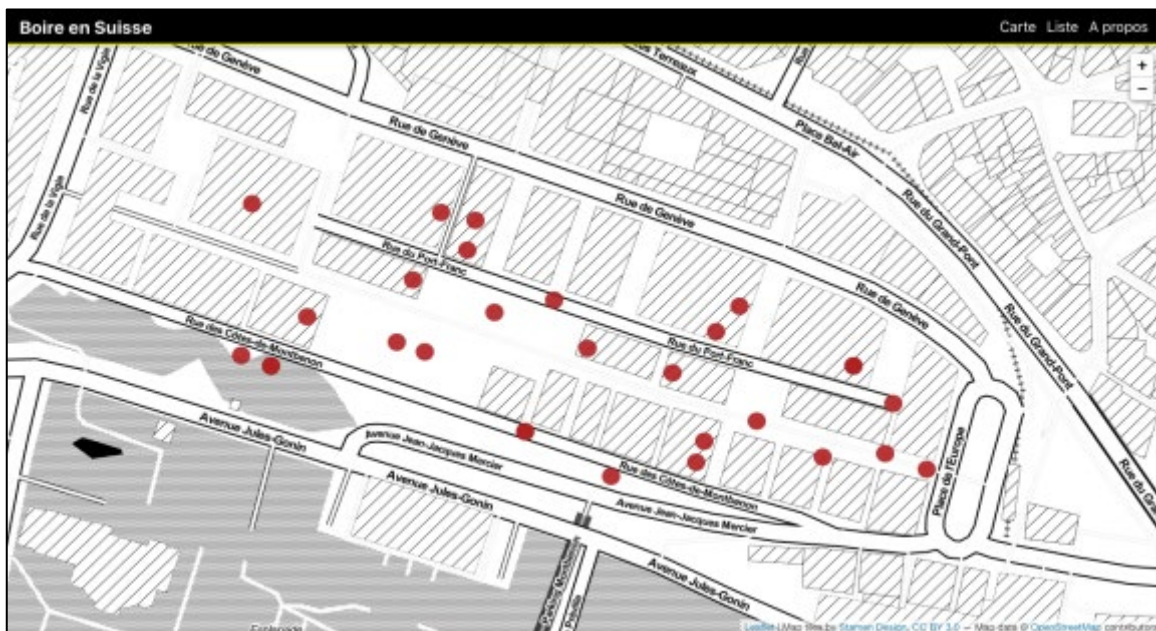 Boire en Suisse
Carte Liste A propos
+
−
Rue de la Vigie
Rue de Genève
Rue de Genève
Place Bel-Air
Rue du Grand-Pont
Rue de la Vigie
Rue de Genève
Rue du Port-Franc
Rue du Grand-Pont
Rue de Genève
Rue des Côtes-de-Montbenon
Rue du Port-Franc
Rue du Grand-Pont
Avenue Jules-Gonin
Avenue Jean-Jacques Mercier
Place de l'Europe
Rue des Côtes-de-Montbenon
Avenue Jules-Gonin
Avenue Jean-Jacques Mercier
Avenue Jules-Gonin
Leaflet | Map tiles by Stamen Design, CC BY 3.0 — Map data © OpenStreetMap contributors